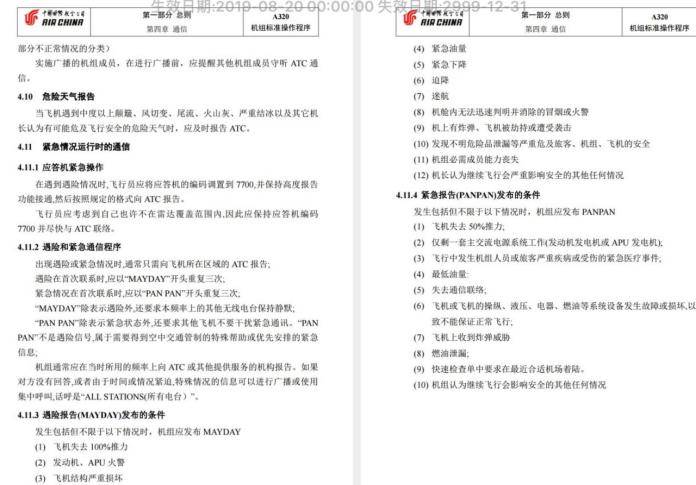 生效日期:2019-08-20 00:00:00 失效日期:2999-12-31
中国国际航空公司
AIR CHINA
第一部分 总则
第四章 通信
A320
机组标准操作程序
部分不正常情况的分类）
实施广播的机组成员，在进行广播前，应提醒其他机组成员守听 ATC 通
信。
4.10 危险天气报告
当飞机遇到中度以上颠簸、风切变、尾流、火山灰、严重结冰以及其它机
长认为有可能危及飞行安全的危险天气时，应及时报告 ATC。
4.11 紧急情况运行时的通信
4.11.1 应答机紧急操作
在遇到遇险情况时,飞行员应将应答机的编码调置到 7700,并保持高度报告
功能接通,然后按照规定的格式向 ATC 报告。
飞行员应考虑到自己也许不在雷达覆盖范围内,因此应保持应答机编码
7700 并尽快与 ATC 联络。
4.11.2 遇险和紧急通信程序
出现遇险或紧急情况时,通常只需向飞机所在区域的 ATC 报告;
遇险在首次联系时,应以“MAYDAY”开头重复三次;
紧急情况在首次联系时,应以“PAN PAN”开头重复三次;
“MAYDAY”除表示遇险外,还要求本频率上的其他无线电台保持静默;
“PAN PAN”除表示紧急状态外,还要求其他飞机不要干扰紧急通讯。“PAN
PAN”不是遇险信号,属于需要得到空中交通管制的特殊帮助或优先安排的紧急
信息;
机组通常应在当时所用的频率上向 ATC 或其他提供服务的机构报告。如果
对方没有回答,或者由于时间或情况紧迫,特殊情况的信息可以进行广播或使用
集中呼叫,话呼是“ALL STATIONS(所有电台）”。
4.11.3 遇险报告(MAYDAY)发布的条件
发生包括但不限于以下情况时，机组应发布 MAYDAY
(1) 飞机失去 100%推力
(2) 发动机、APU 火警
(3) 飞机结构严重损坏
中国国际航空公司
AIR CHINA
第一部分 总则
第四章 通信
A320
机组标准操作程序
(4) 紧急油量
(5) 紧急下降
(6) 迫降
(7) 迷航
(8) 机舱内无法迅速判明并消除的冒烟或火警
(9) 机上有炸弹、飞机被劫持或遭受袭击
(10) 发现不明危险品泄漏等严重危及旅客、机组、飞机的安全
(11) 机组必需成员能力丧失
(12) 机长认为继续飞行会严重影响安全的其他任何情况
4.11.4 紧急报告(PANPAN)发布的条件
发生包括但不限于以下情况时，机组应发布 PANPAN
(1) 飞机失去 50%推力;
(2) 仅剩一套主交流电源系统工作(发动机发电机或 APU 发电机);
(3) 飞行中发生机组人员或旅客严重疾病或受伤的紧急医疗事件;
(4) 最低油量;
(5) 失去通信联络;
(6) 飞机或飞机的操纵、液压、电器、燃油等系统设备发生故障或损坏,以
致不能保证正常飞行;
(7) 飞机上收到炸弹威胁
(8) 燃油泄漏;
(9) 快速检查单中要求在最近合适机场着陆。
(10) 机组认为继续飞行会影响安全的其他任何情况